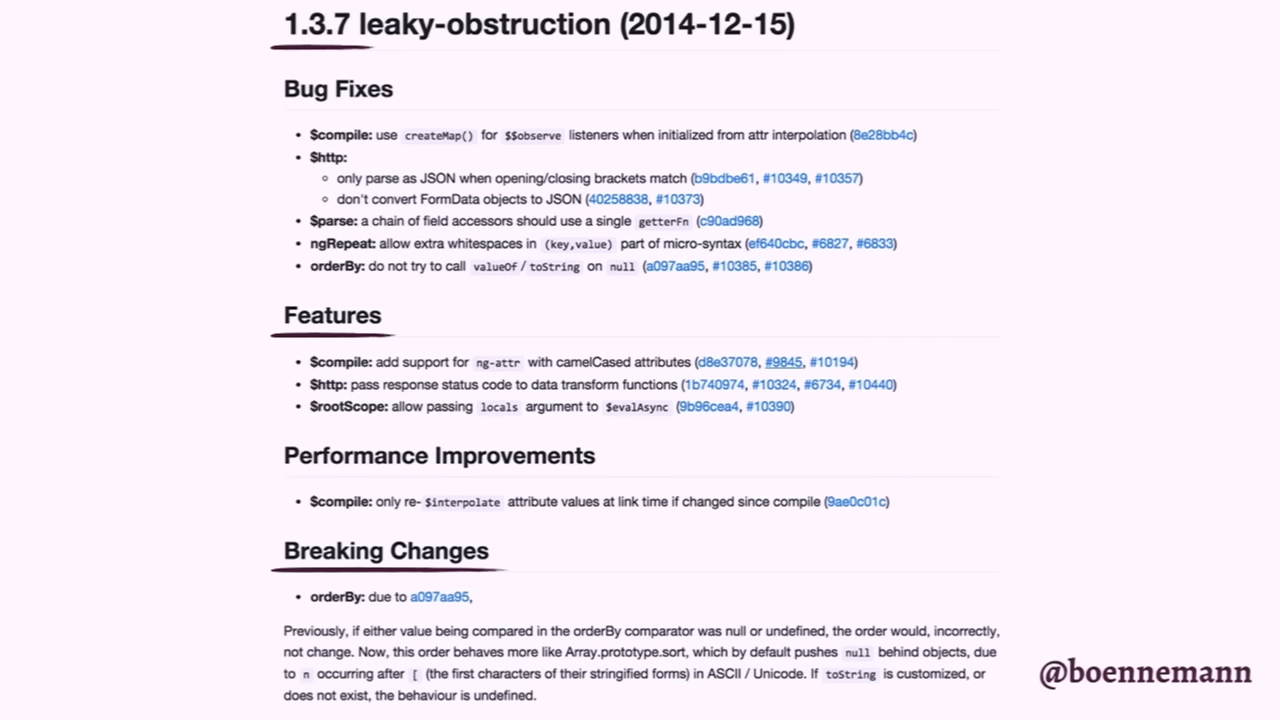 1.3.7 leaky-obstruction (2014-12-15)
Bug Fixes
• $compile: use createMap() for $$observe listeners when initialized from attr interpolation (8e28bb4c)
• $http:
◦ only parse as JSON when opening/closing brackets match (b9bdbe61, #10349, #10357)
◦ don't convert FormData objects to JSON (40258838, #10373)
• $parse: a chain of field accessors should use a single getterFn (c90ad968)
• ngRepeat: allow extra whitespaces in (key,value) part of micro-syntax (ef640cbc, #6827, #6833)
• orderBy: do not try to call valueOf/toString on null (a097aa95, #10385, #10386)
Features
• $compile: add support for ng-attr with camelCased attributes (d8e37078, #9845, #10194)
• $http: pass response status code to data transform functions (1b740974, #10324, #6734, #10440)
• $rootScope: allow passing locals argument to $evalAsync (9b96cea4, #10390)
Performance Improvements
• $compile: only re-$interpolate attribute values at link time if changed since compile (9ae0c01c)
Breaking Changes
• orderBy: due to a097aa95,
Previously, if either value being compared in the orderBy comparator was null or undefined, the order would, incorrectly,
not change. Now, this order behaves more like Array.prototype.sort, which by default pushes null behind objects, due
to n occurring after [ (the first characters of their stringified forms) in ASCII / Unicode. If toString is customized, or
does not exist, the behaviour is undefined.
@boennemann